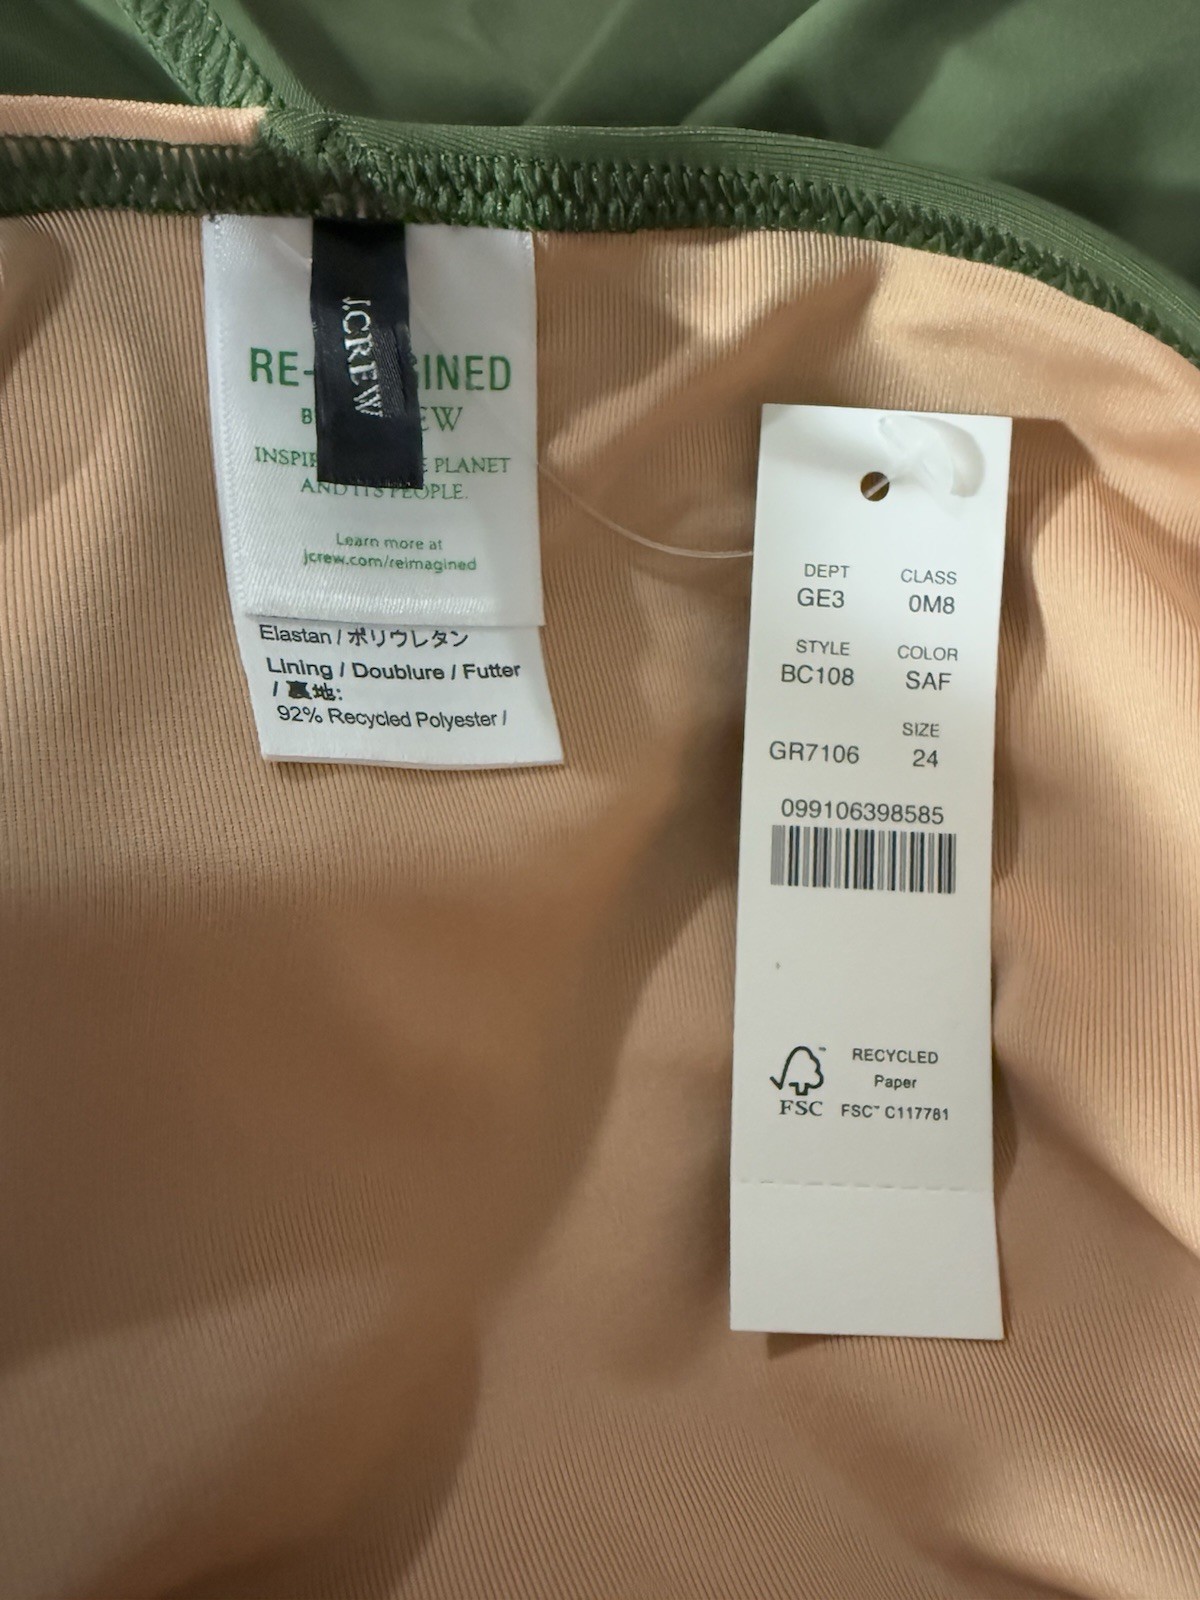 J.CREW
RE- GINED
B EW
INSPI E PLANET
AND ITS PEOPLE.
Learn more at
jcrew.com/reimagined
Elastan / ポリウレタン
Lining / Doublure / Futter
/ 裏地:
92% Recycled Polyester /
DEPT CLASS
GE3 0M8
STYLE COLOR
BC108 SAF
SIZE
GR7106 24
099106398585
RECYCLED
Paper
FSC FSC™ C117781